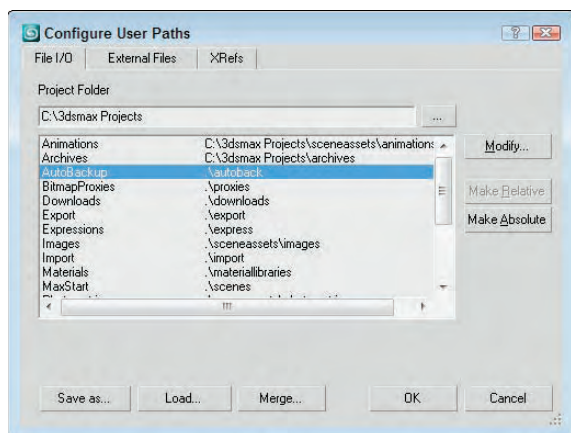 Configure User Paths
File I/O External Files XRefs
Project Folder
C:\3dsmax Projects ...
Animations C:\3dsmax Projects\sceneassets\animations
Archives C:\3dsmax Projects\archives
AutoBackup .\autoback
BitmapProxies .\proxies
Downloads .\downloads
Export .\export
Expressions .\express
Images .\sceneassets\images
Import .\import
Materials .\materiallibraries
MaxStart .\scenes
Modify...
Make Relative
Make Absolute
Save as... Load... Merge... OK Cancel